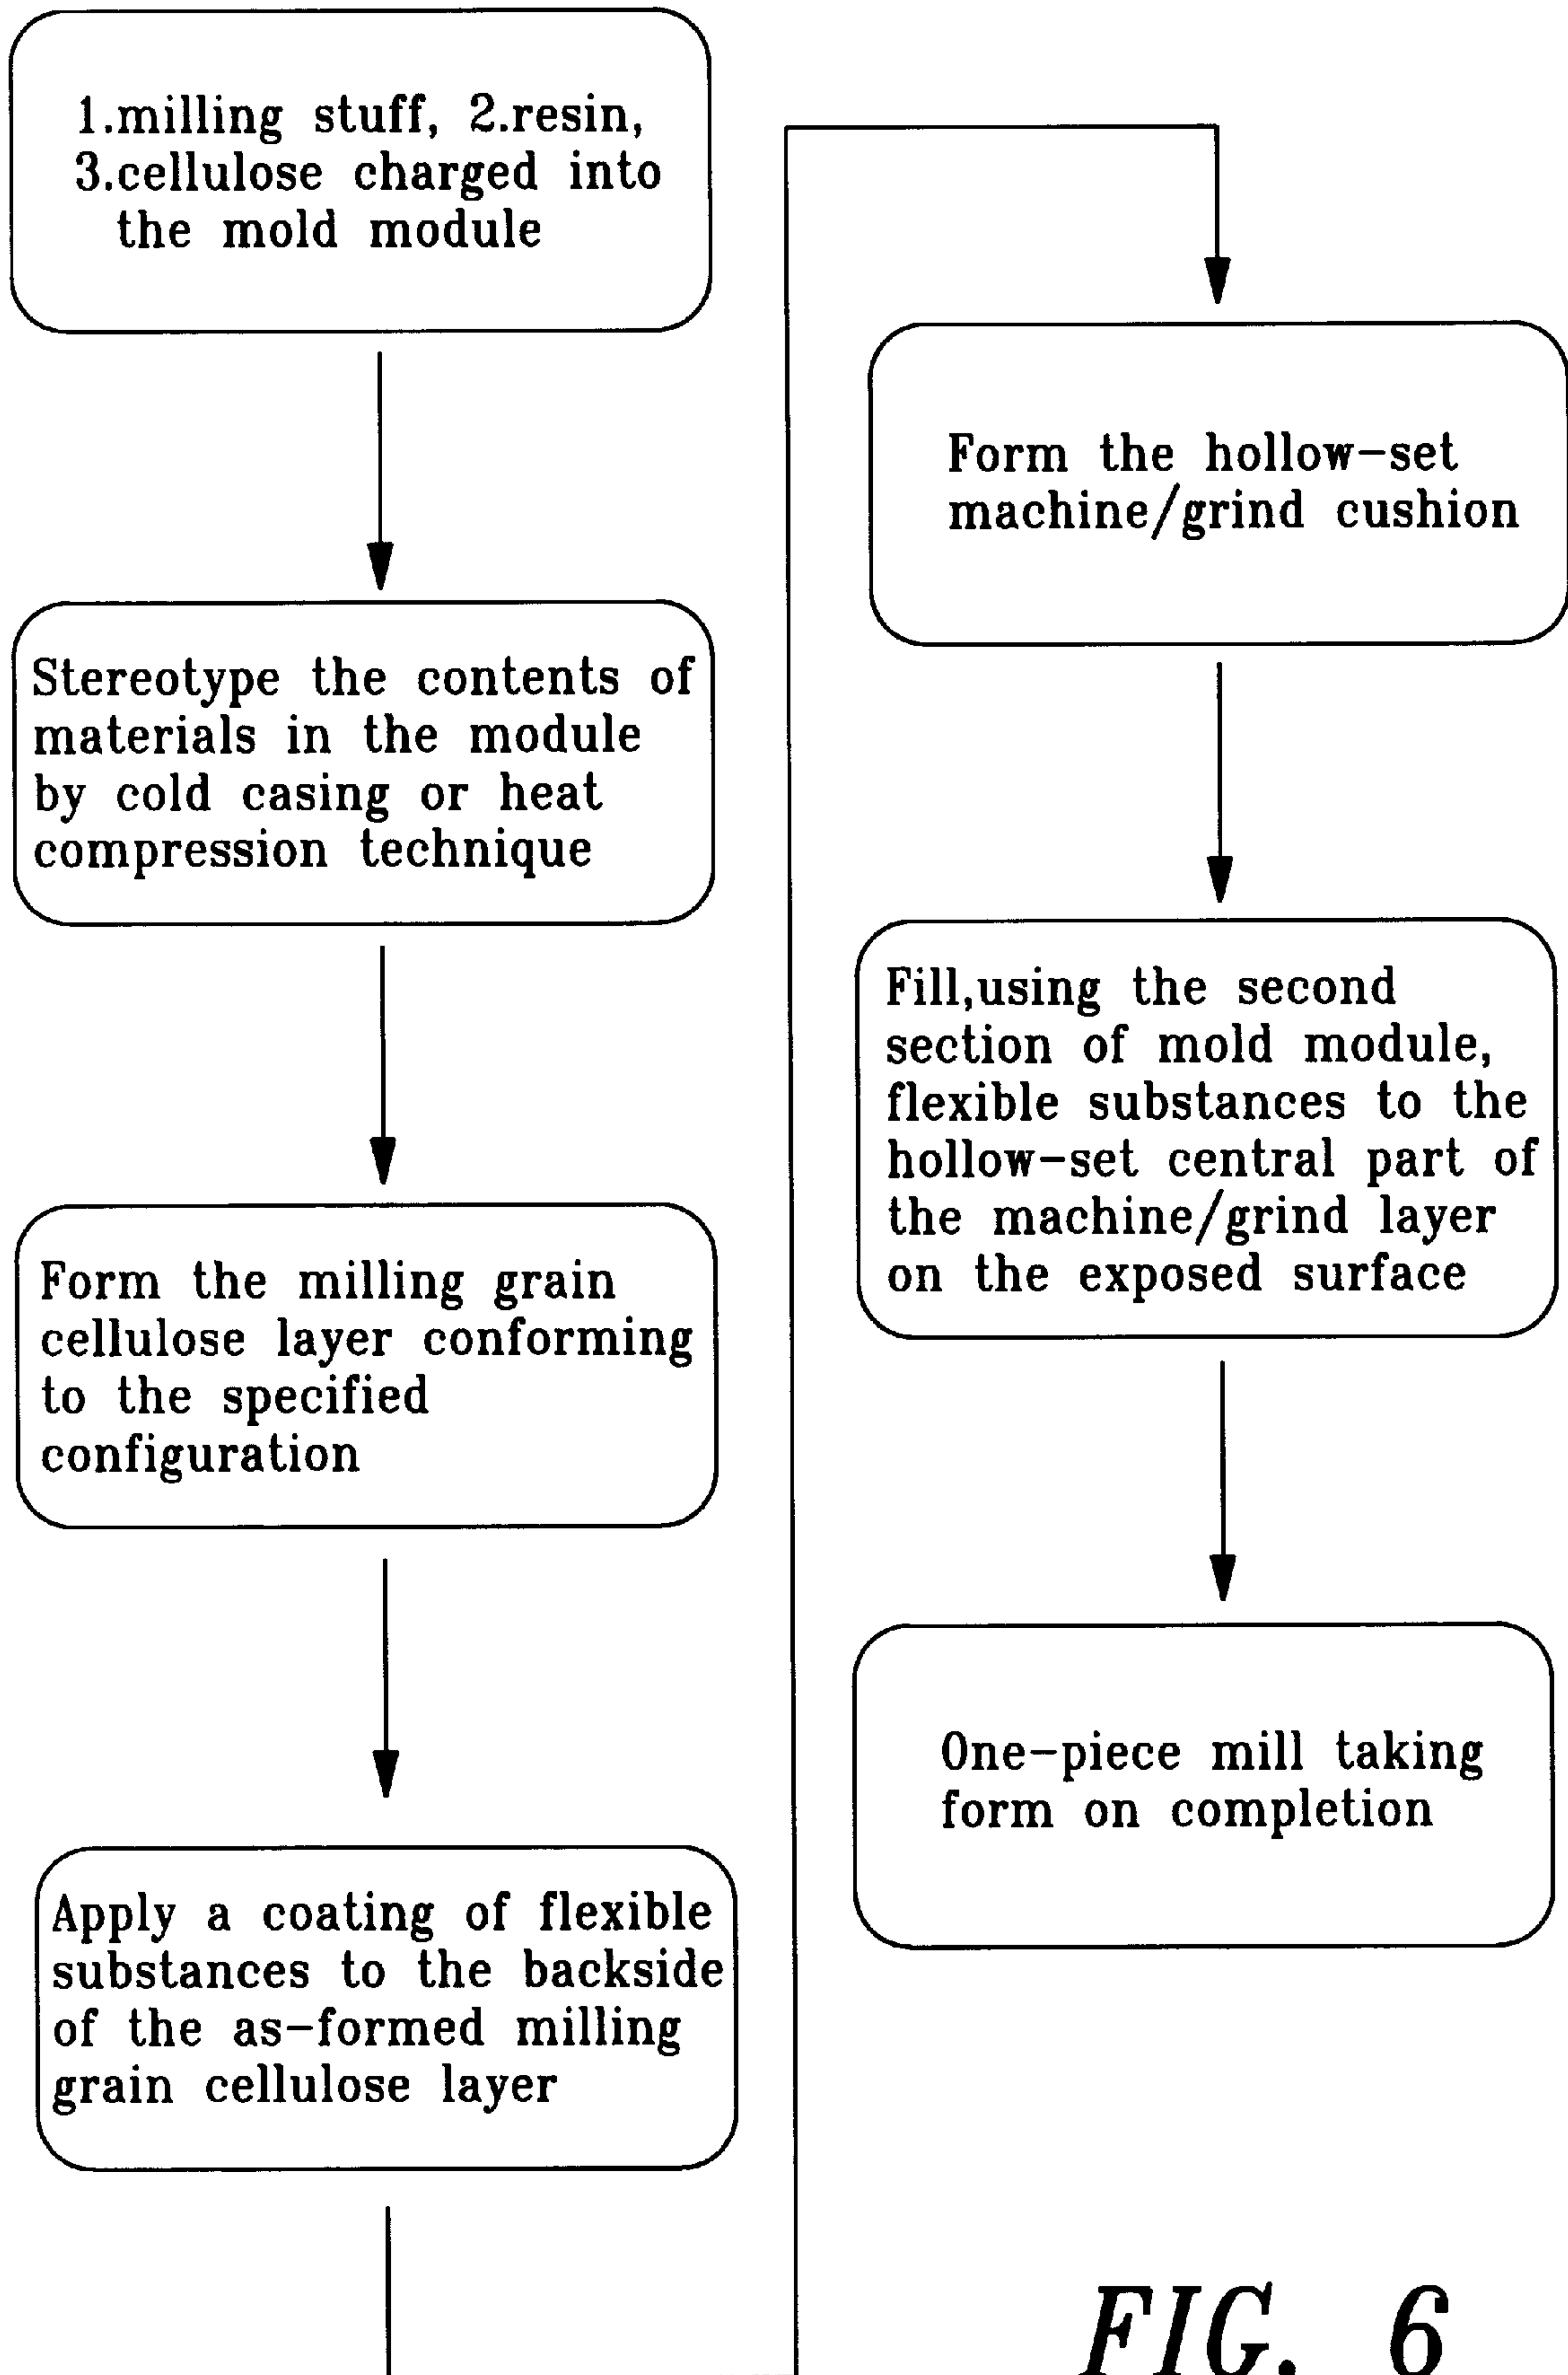 1.milling stuff, 2.resin,
3.cellulose charged into
the mold module
Stereotype the contents of
materials in the module
by cold casing or heat
compression technique
Form the milling grain
cellulose layer conforming
to the specified
configuration
Apply a coating of flexible
substances to the backside
of the as-formed milling
grain cellulose layer
Form the hollow-set
machine/grind cushion
Fill,using the second
section of mold module,
flexible substances to the
hollow-set central part of
the machine/grind layer
on the exposed surface
One-piece mill taking
form on completion
FIG. 6